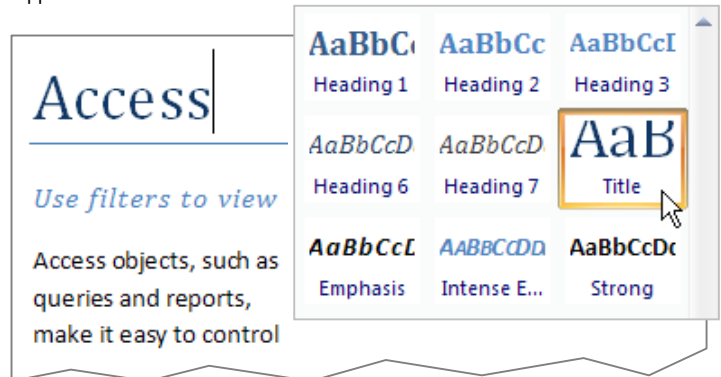 Access
Use filters to view
Access objects, such as
queries and reports,
make it easy to control
AaBbC AaBbCc AaBbCcI
Heading 1 Heading 2 Heading 3
AaBbCcD AaBbCcD AaB
Heading 6 Heading 7 Title
AaBbCcD AaBbCcDD AaBbCcDc
Emphasis Intense E... Strong